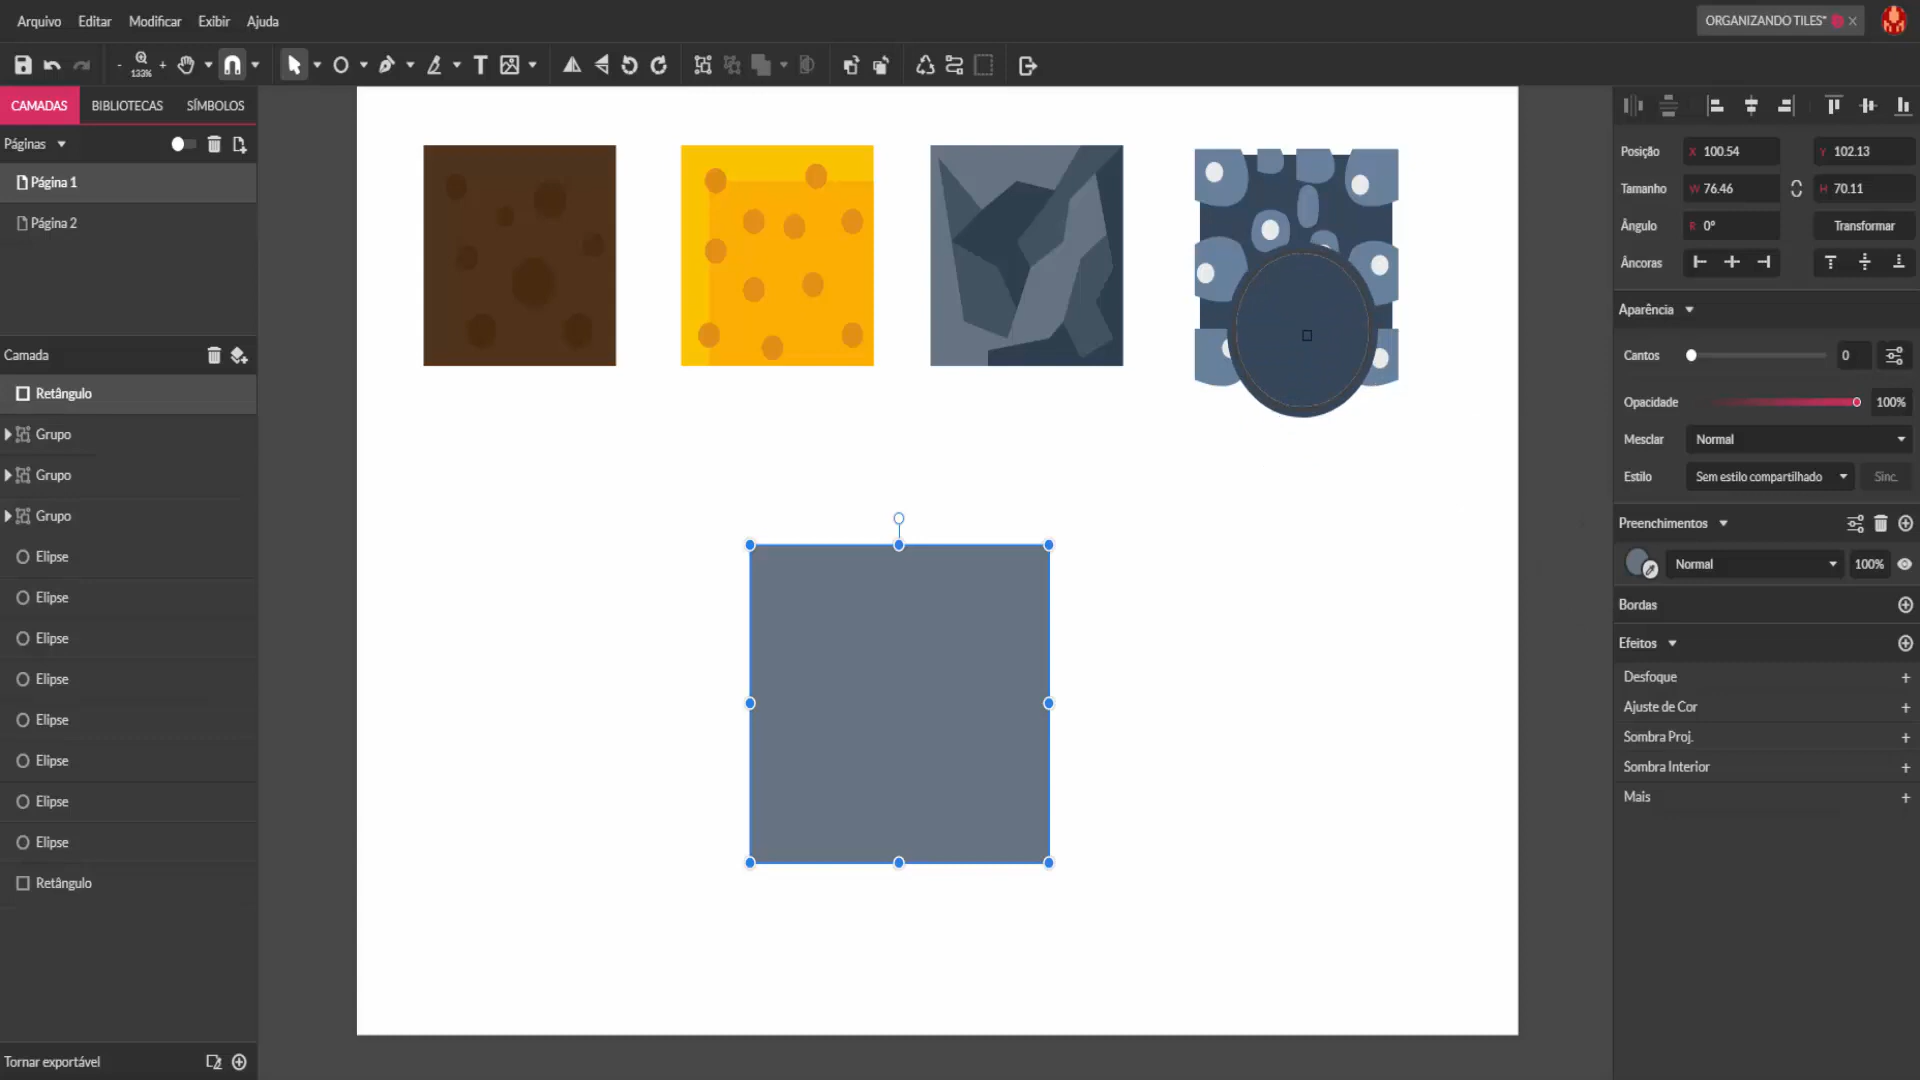 Arquivo Editar Modificar Exibir Ajuda
ORGANIZANDO TILES*
- 133% +
CAMADAS BIBLIOTECAS SÍMBOLOS
Páginas
Página 1
Página 2
Camada
Retângulo
Grupo
Grupo
Grupo
Elipse
Elipse
Elipse
Elipse
Elipse
Elipse
Elipse
Elipse
Retângulo
Tornar exportável
Posição X 100.54 Y 102.13
Tamanho W 76.46 H 70.11
Ângulo R 0° Transformar
Âncoras
Aparência
Cantos 0
Opacidade 100%
Mesclar Normal
Estilo Sem estilo compartilhado Sinc.
Preenchimentos
Normal 100%
Bordas
Efeitos
Desfoque +
Ajuste de Cor +
Sombra Proj. +
Sombra Interior +
Mais +